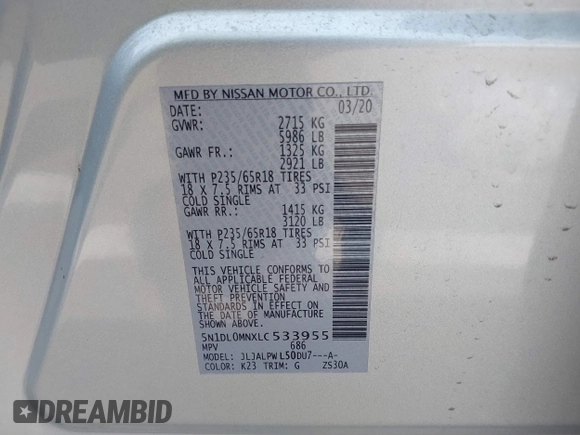 MFD BY NISSAN MOTOR CO., LTD.
DATE: 03/20
GVWR: 2715 KG
5986 LB
GAWR FR.: 1325 KG
2921 LB
WITH P235/65R18 TIRES
18 X 7.5 RIMS AT 33 PSI
COLD SINGLE
GAWR RR.: 1415 KG
3120 LB
WITH P235/65R18 TIRES
18 X 7.5 RIMS AT 33 PSI
COLD SINGLE
THIS VEHICLE CONFORMS TO
ALL APPLICABLE FEDERAL
MOTOR VEHICLE SAFETY AND
THEFT PREVENTION
STANDARDS IN EFFECT ON
THE DATE OF MANUFACTURE
SHOWN ABOVE.
5N1DL0MNXLC533955
MPV 686
MODEL: JLJALPWL50DU7---A-
COLOR: K23 TRIM: G ZS30A
DREAMBID